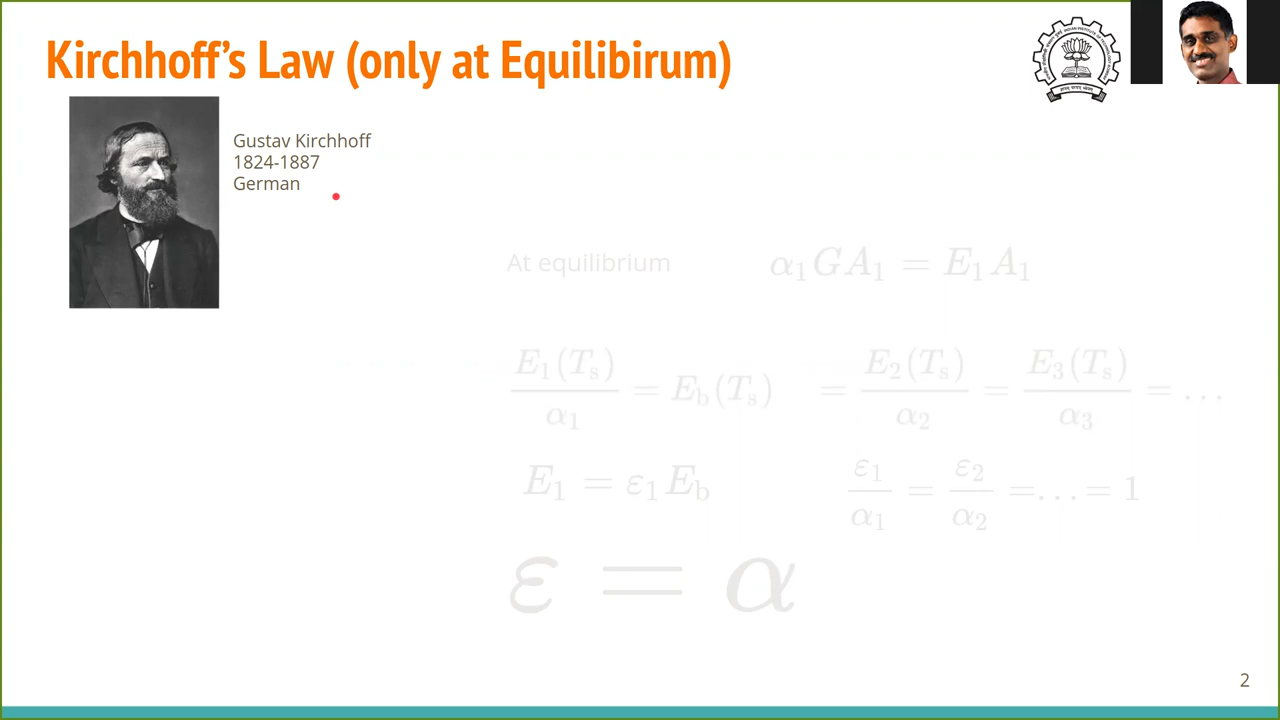 Kirchhoff's Law (only at Equilibirum)
Gustav Kirchhoff
1824-1887
German
At equilibrium α₁GA₁ = E₁A₁
E₁(Tₛ)/α₁ = E_b(Tₛ) = E₂(Tₛ)/α₂ = E₃(Tₛ)/α₃ = ...
E₁ = ε₁E_b ε₁/α₁ = ε₂/α₂ =...= 1
ε = α
2